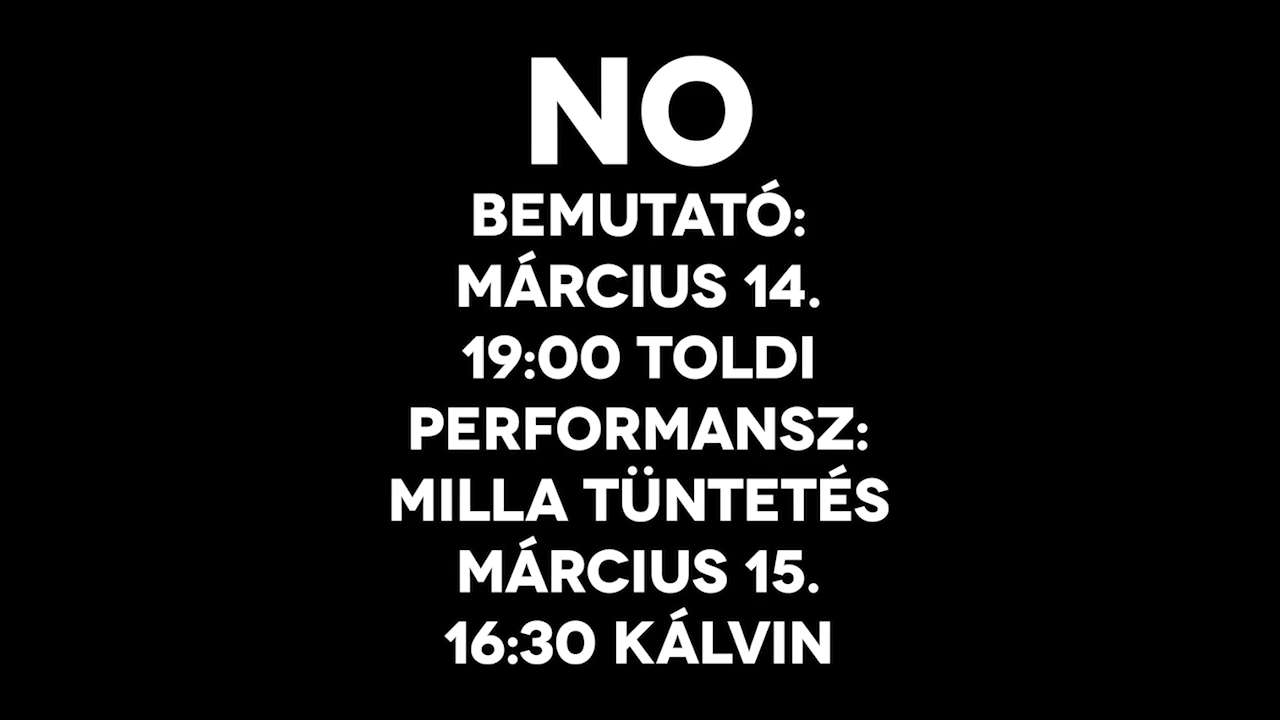 NO
BEMUTATÓ:
MÁRCIUS 14.
19:00 TOLDI
PERFORMANSZ:
MILLA TÜNTETÉS
MÁRCIUS 15.
16:30 KÁLVIN